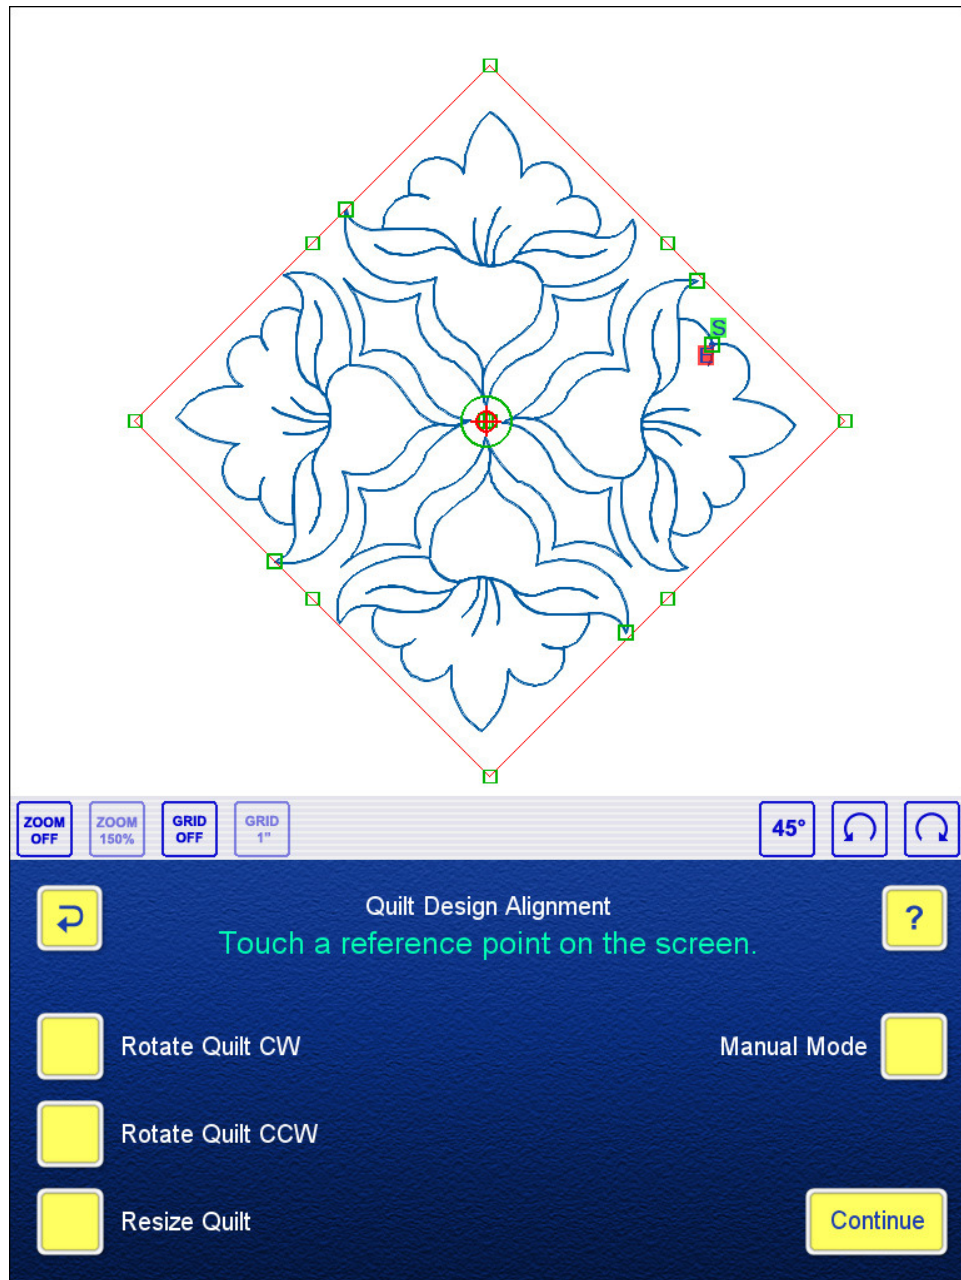 S
E
ZOOM OFF
ZOOM 150%
GRID OFF
GRID 1"
45°
Quilt Design Alignment
?
Touch a reference point on the screen.
Rotate Quilt CW
Manual Mode
Rotate Quilt CCW
Resize Quilt
Continue